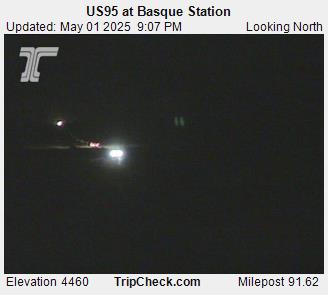 US95 at Basque Station
Updated: May 01 2025 9:07 PM Looking North
Elevation 4460 TripCheck.com Milepost 91.62